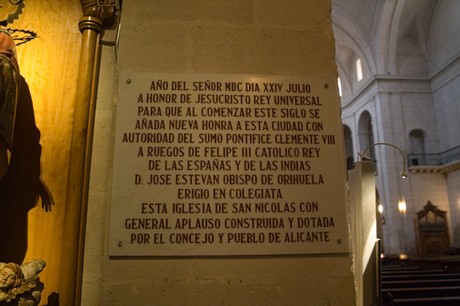 AÑO DEL SEÑOR MDC DIA XXIV JULIO
A HONOR DE JESUCRISTO REY UNIVERSAL
PARA QUE AL COMENZAR ESTE SIGLO SE
AÑADA NUEVA HONRA A ESTA CIUDAD CON
AUTORIDAD DEL SUMO PONTIFICE CLEMENTE VIII
A RUEGOS DE FELIPE III CATOLICO REY
DE LAS ESPAÑAS Y DE LAS INDIAS
D. JOSE ESTEVAN OBISPO DE ORIHUELA
ERIGIO EN COLEGIATA
ESTA IGLESIA DE SAN NICOLAS CON
GENERAL APLAUSO CONSTRUIDA Y DOTADA
POR EL CONCEJO Y PUEBLO DE ALICANTE